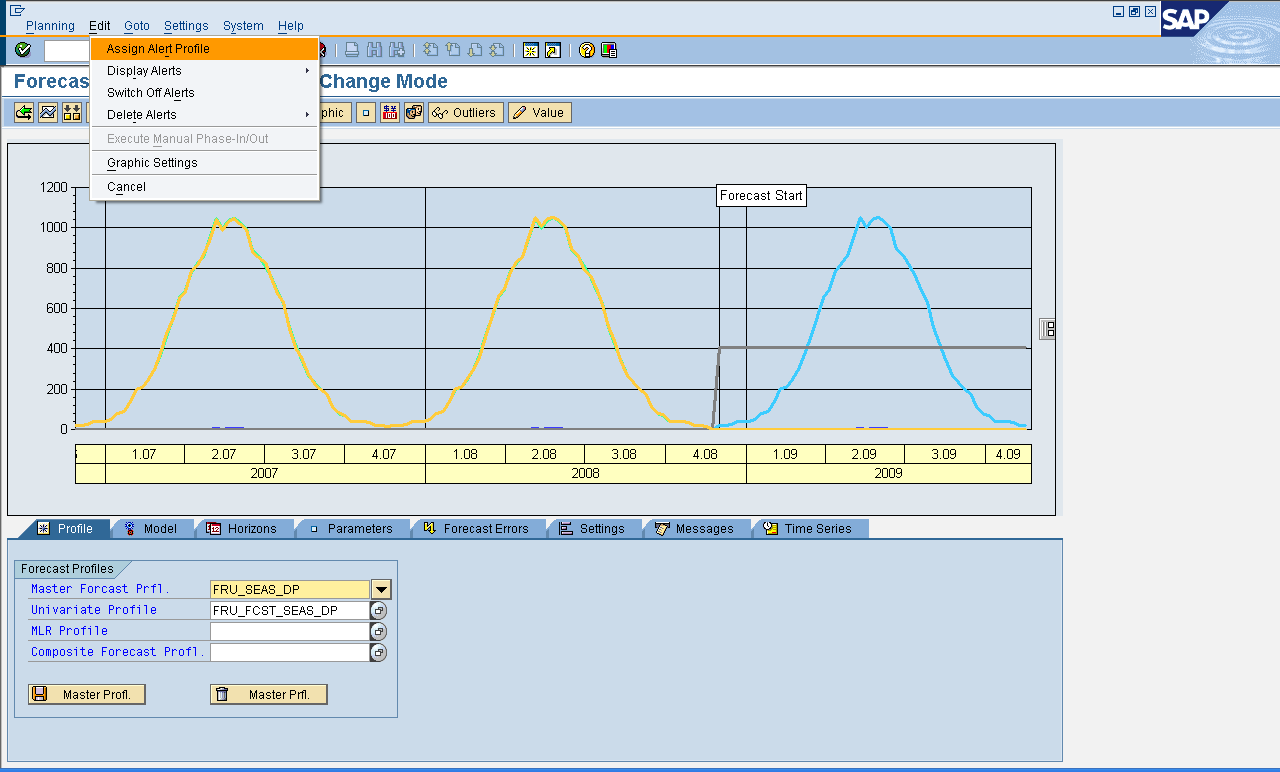 Planning Edit Goto Settings System Help
SAP
Assign Alert Profile
Display Alerts
Switch Off Alerts
Delete Alerts
Execute Manual Phase-In/Out
Graphic Settings
Cancel
Forecas Change Mode
phic Outliers Value
Forecast Start
1200
1000
800
600
400
200
0
1.07 2.07 3.07 4.07 1.08 2.08 3.08 4.08 1.09 2.09 3.09 4.09
2007 2008 2009
Profile Model Horizons Parameters Forecast Errors Settings Messages Time Series
Forecast Profiles
Master Forcast Prfl. FRU_SEAS_DP
Univariate Profile FRU_FCST_SEAS_DP
MLR Profile
Composite Forecast Profl.
Master Profl. Master Prfl.